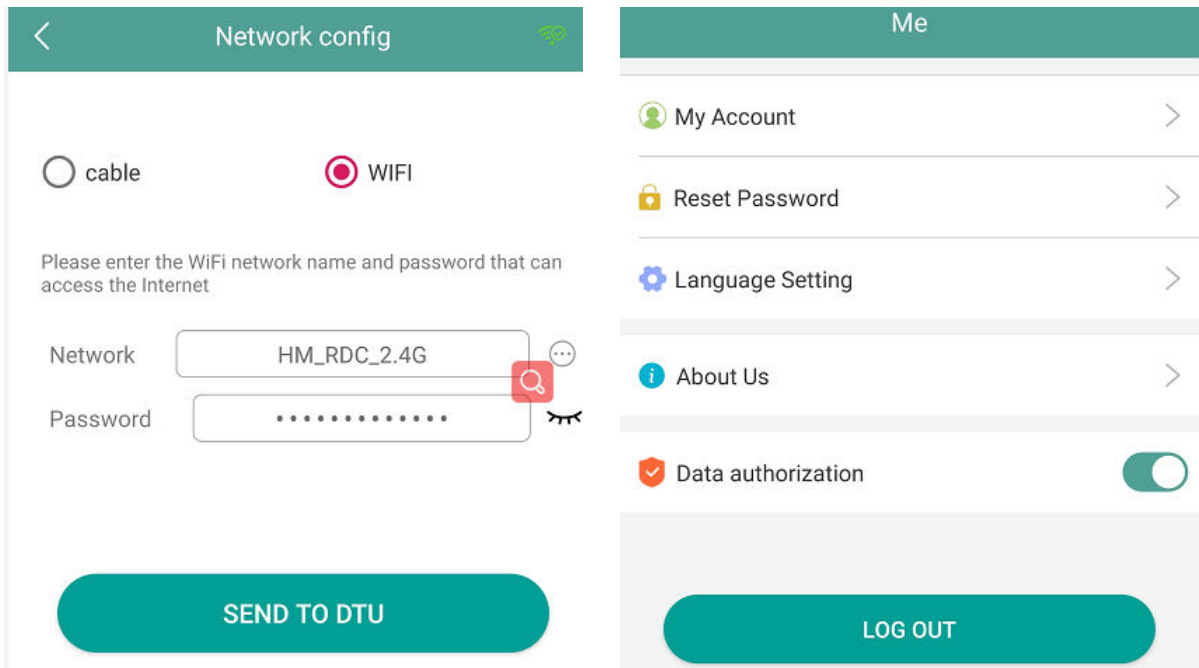 Network config
cable
WIFI
Please enter the WiFi network name and password that can
access the Internet
Network
HM_RDC_2.4G
Password
•••••••••••••
SEND TO DTU
Me
My Account
Reset Password
Language Setting
About Us
Data authorization
LOG OUT